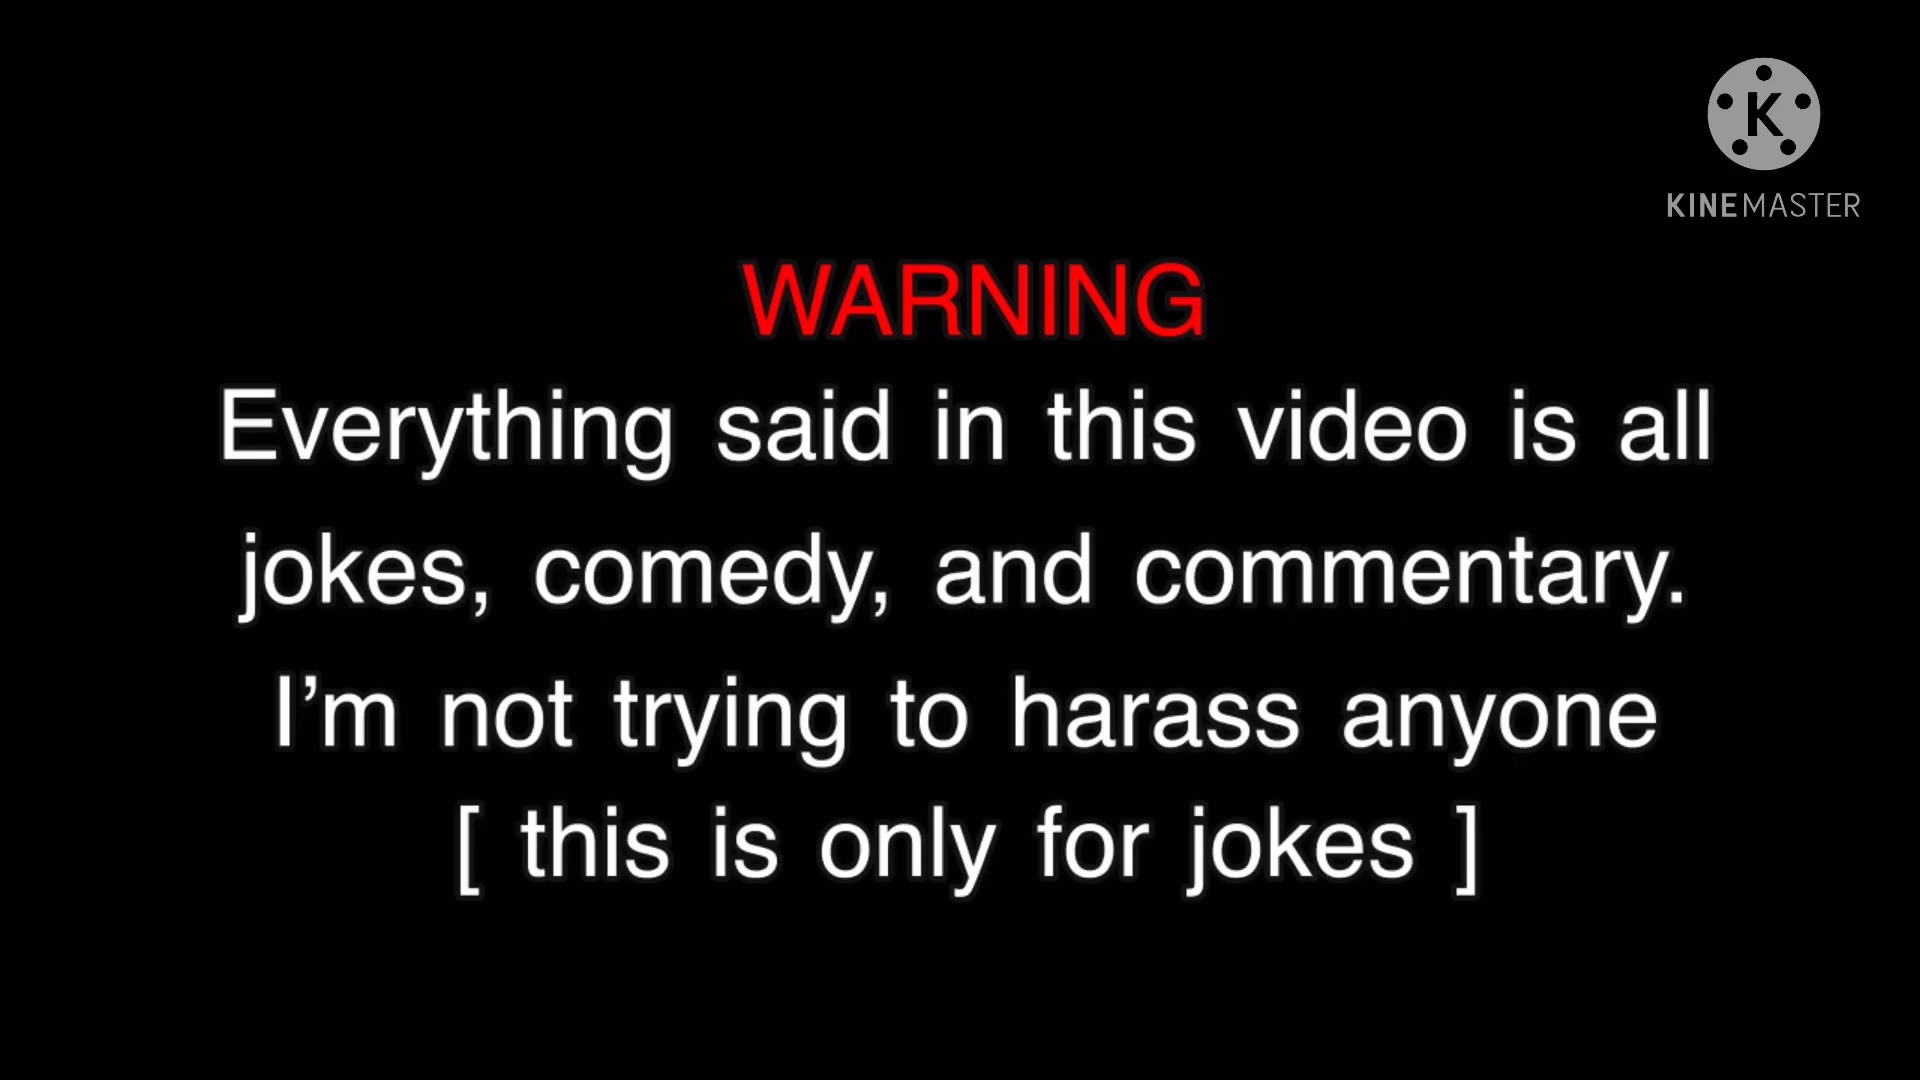 K
KINEMASTER
WARNING
Everything said in this video is all
jokes, comedy, and commentary.
I’m not trying to harass anyone
[ this is only for jokes ]